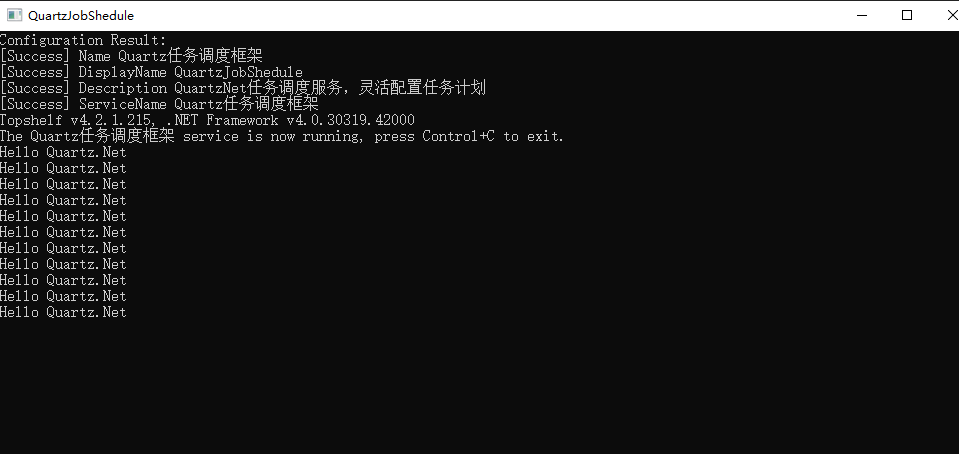 QuartzJobShedule
Configuration Result:
[Success] Name Quartz任务调度框架
[Success] DisplayName QuartzJobShedule
[Success] Description QuartzNet任务调度服务，灵活配置任务计划
[Success] ServiceName Quartz任务调度框架
Topshelf v4.2.1.215, .NET Framework v4.0.30319.42000
The Quartz任务调度框架 service is now running, press Control+C to exit.
Hello Quartz.Net
Hello Quartz.Net
Hello Quartz.Net
Hello Quartz.Net
Hello Quartz.Net
Hello Quartz.Net
Hello Quartz.Net
Hello Quartz.Net
Hello Quartz.Net
Hello Quartz.Net
Hello Quartz.Net